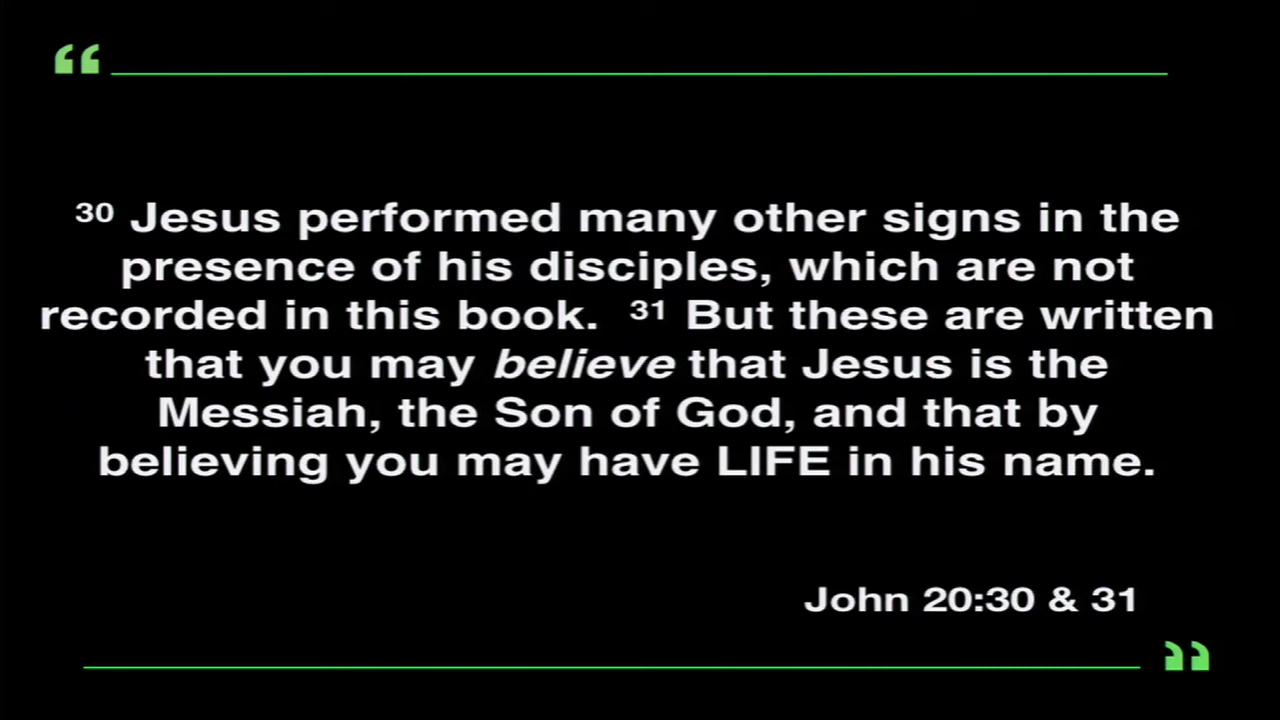 “
30 Jesus performed many other signs in the
presence of his disciples, which are not
recorded in this book. 31 But these are written
that you may believe that Jesus is the
Messiah, the Son of God, and that by
believing you may have LIFE in his name.
John 20:30 & 31
”